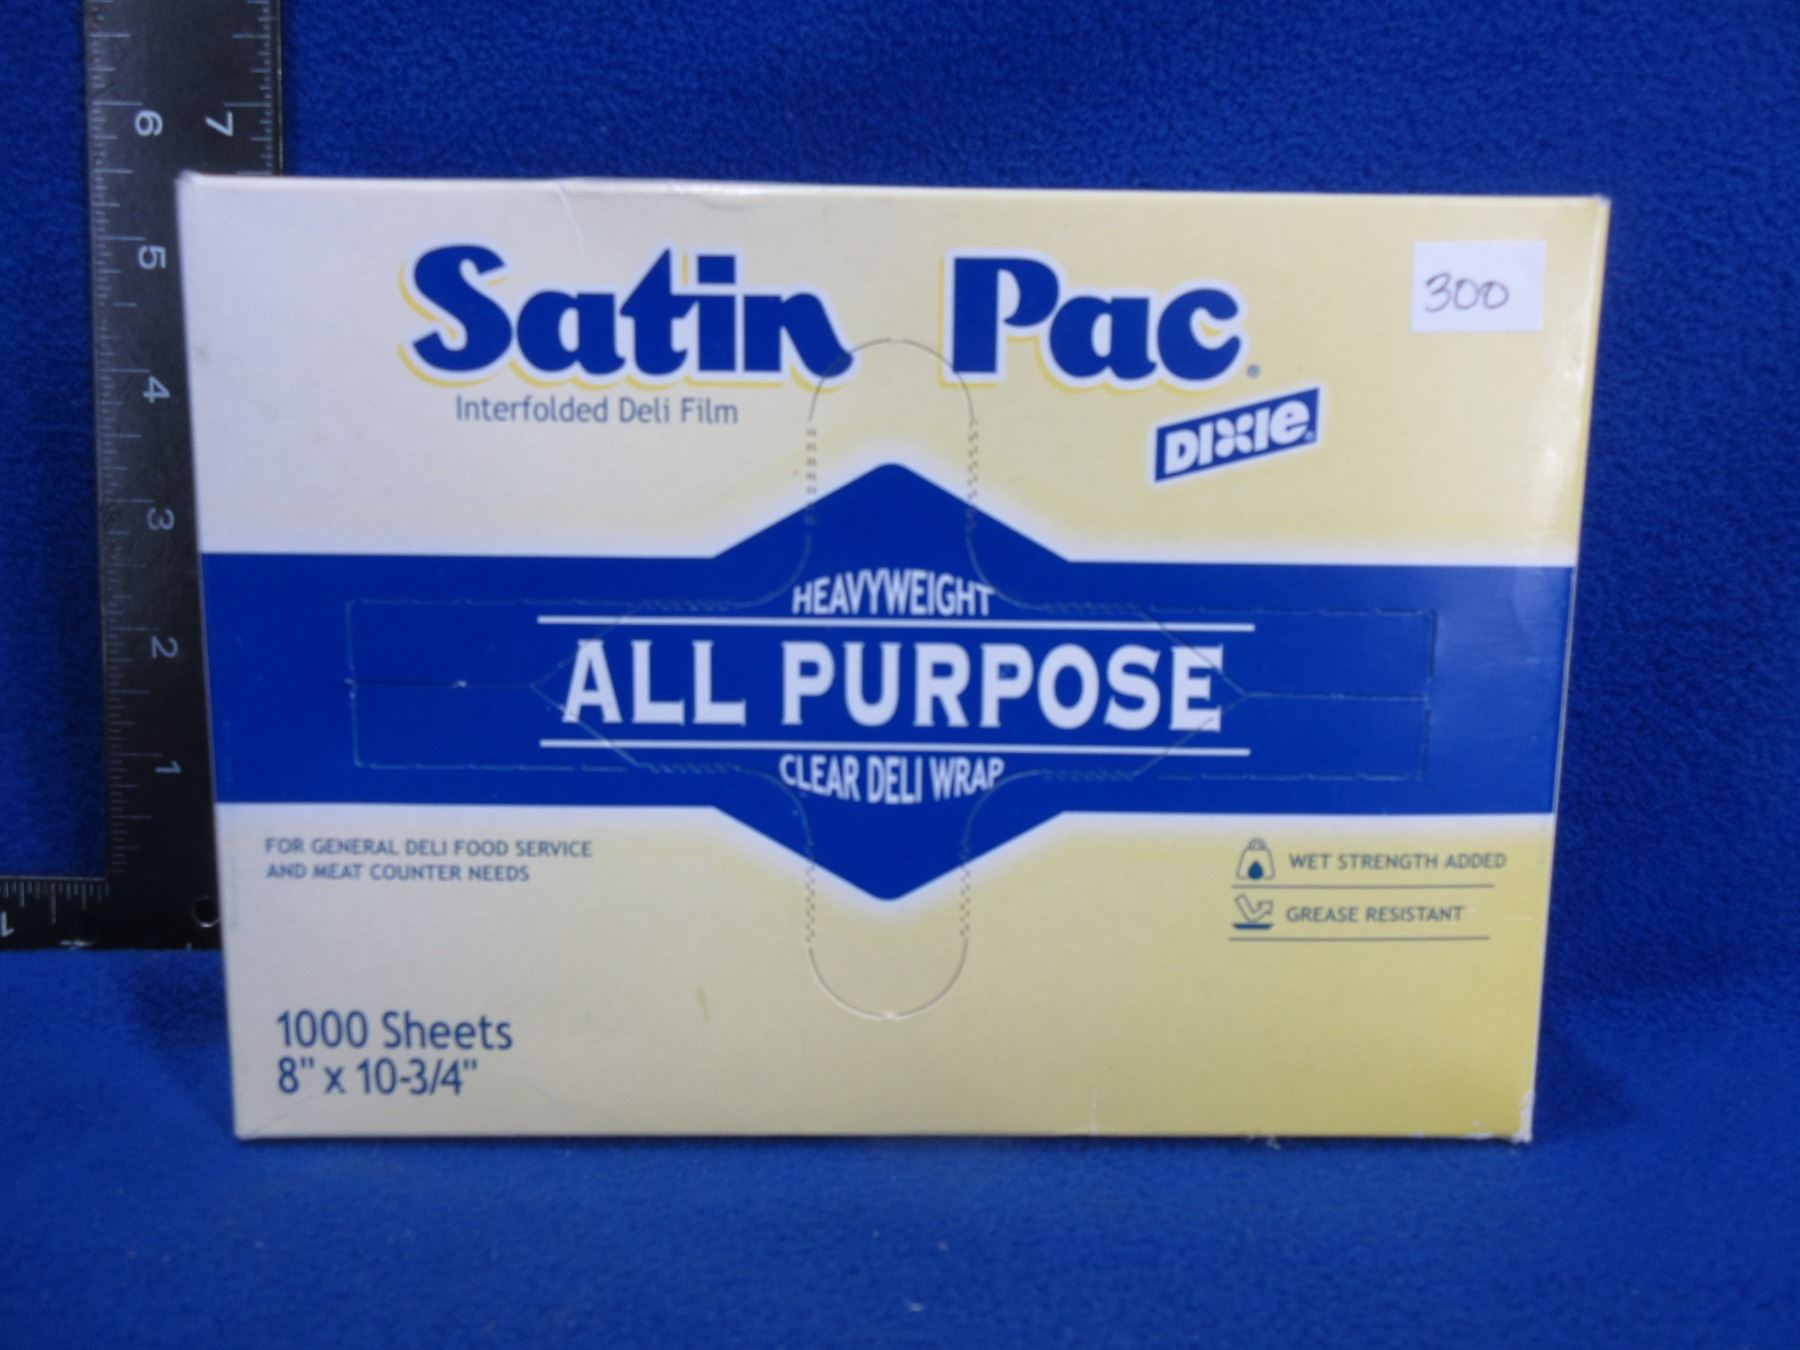 Satin Pac®
300
Interfolded Deli Film
DIXIE®
HEAVYWEIGHT
ALL PURPOSE
CLEAR DELI WRAP
FOR GENERAL DELI FOOD SERVICE
AND MEAT COUNTER NEEDS
WET STRENGTH ADDED
GREASE RESISTANT
1000 Sheets
8" x 10-3/4"
6 7
5
4
3
2
1
1